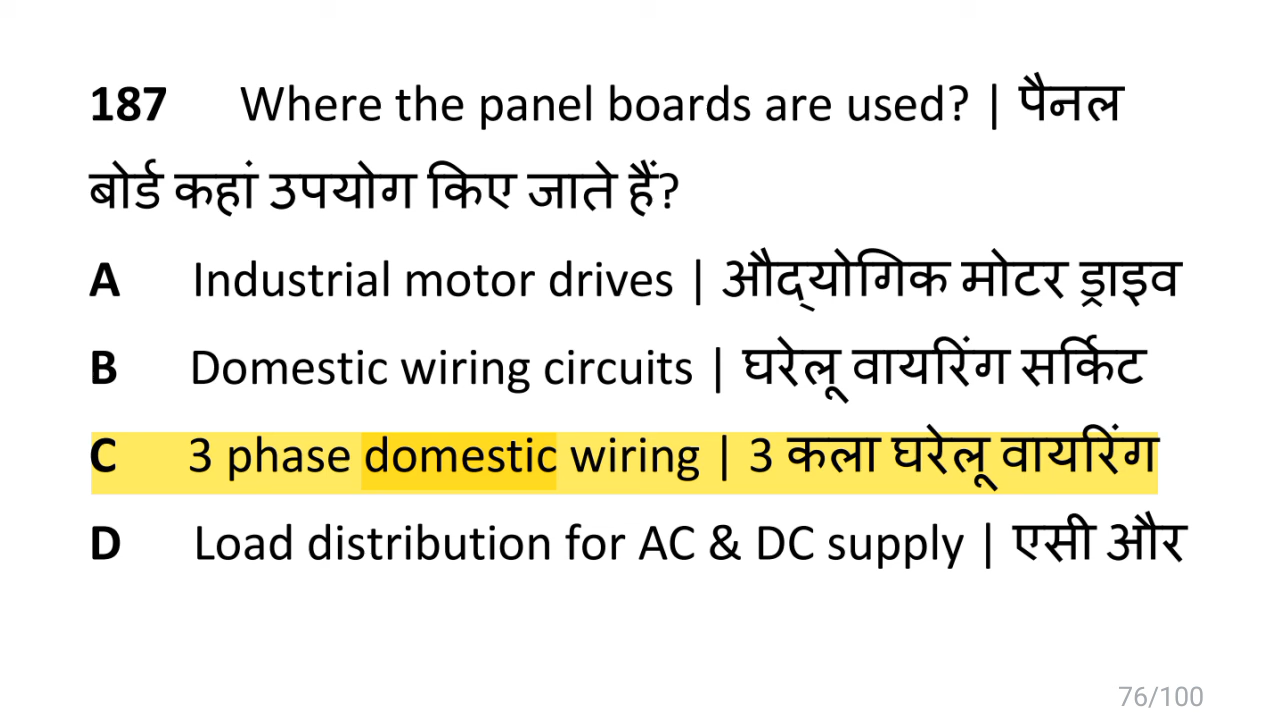 187 Where the panel boards are used? | पैनल
बोर्ड कहां उपयोग किए जाते हैं?
A Industrial motor drives | औद्योगिक मोटर ड्राइव
B Domestic wiring circuits | घरेलू वायरिंग सर्किट
C 3 phase domestic wiring | 3 कला घरेलू वायरिंग
D Load distribution for AC & DC supply | एसी और
76/100